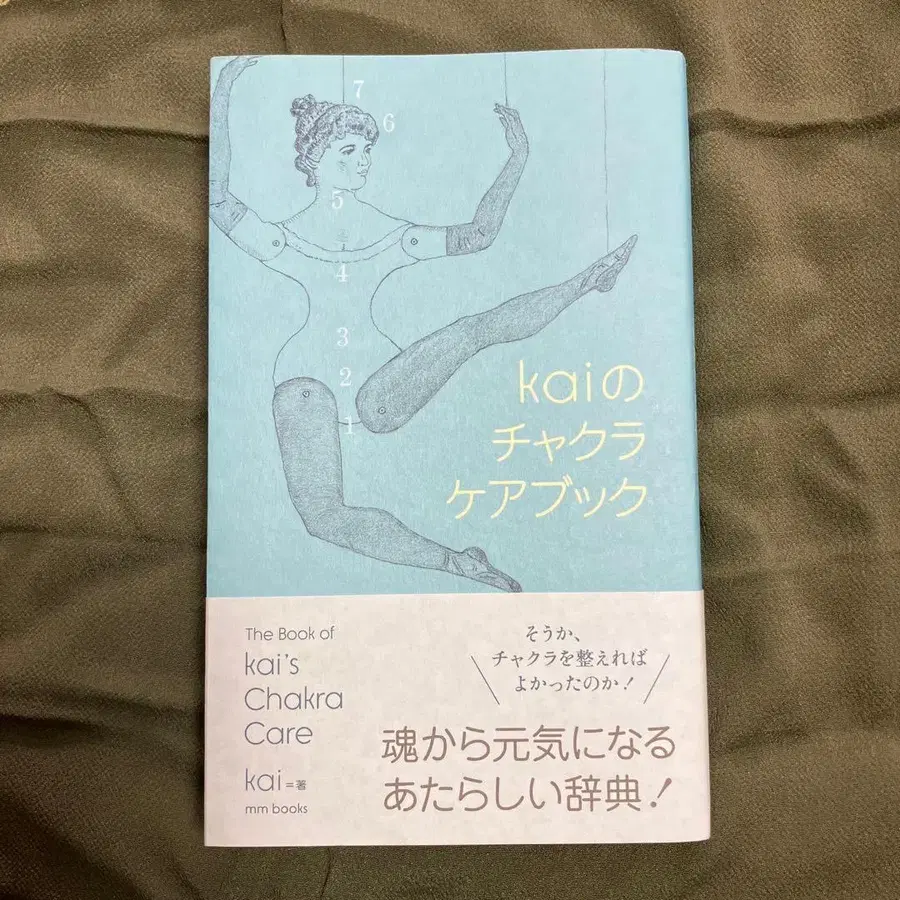 7
6
5
4
3
2
1
kaiの
チャクラ
ケアブック
The Book of
kai's
Chakra
Care
kai=著
mm books
そうか、
チャクラを整えれば
よかったのか!
魂から元気になる
あたらしい辞典!